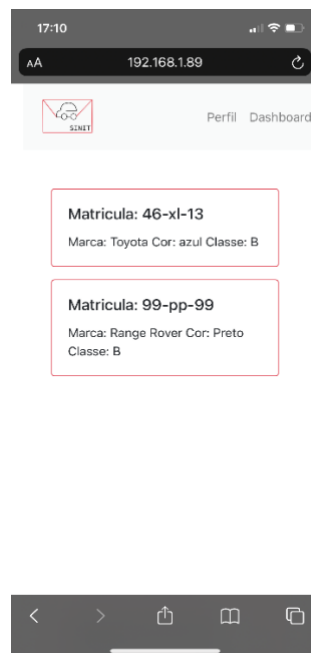 17:10
AA 192.168.1.89
SINIT
Perfil Dashboard
Matricula: 46-xl-13
Marca: Toyota Cor: azul Classe: B
Matricula: 99-pp-99
Marca: Range Rover Cor: Preto
Classe: B